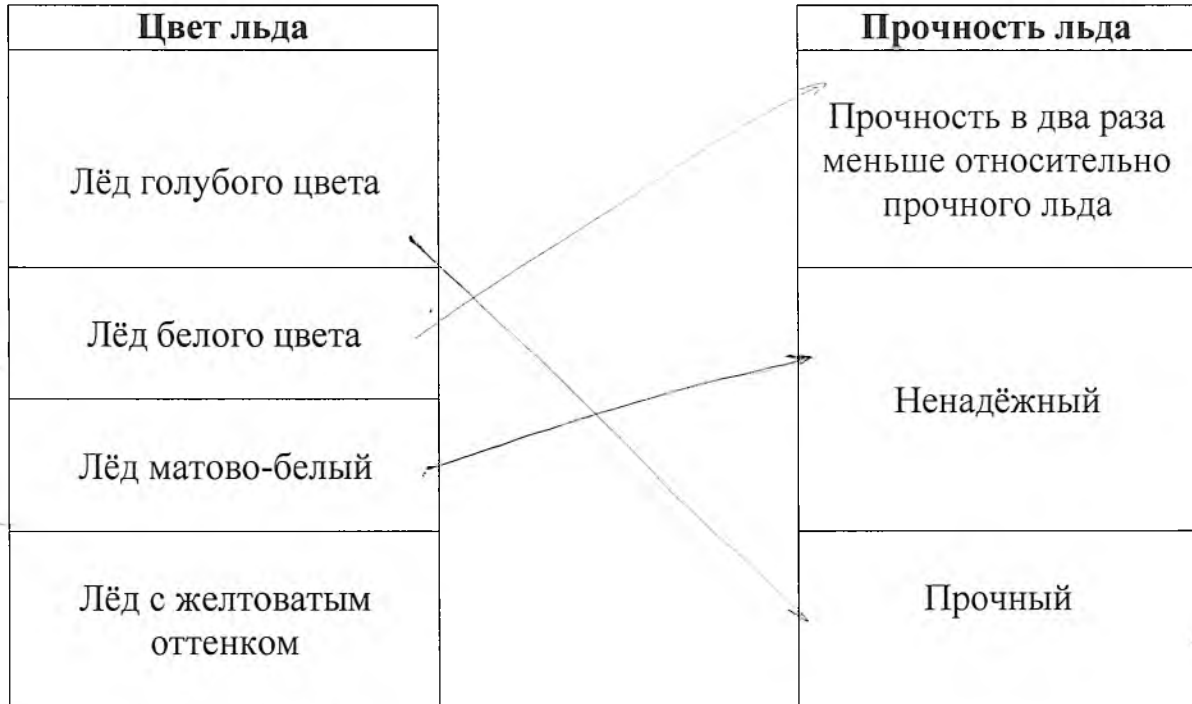 Цвет льда
Лёд голубого цвета
Лёд белого цвета
Лёд матово-белый
Лёд с желтоватым
оттенком
Прочность льда
Прочность в два раза
меньше относительно
прочного льда
Ненадёжный
Прочный